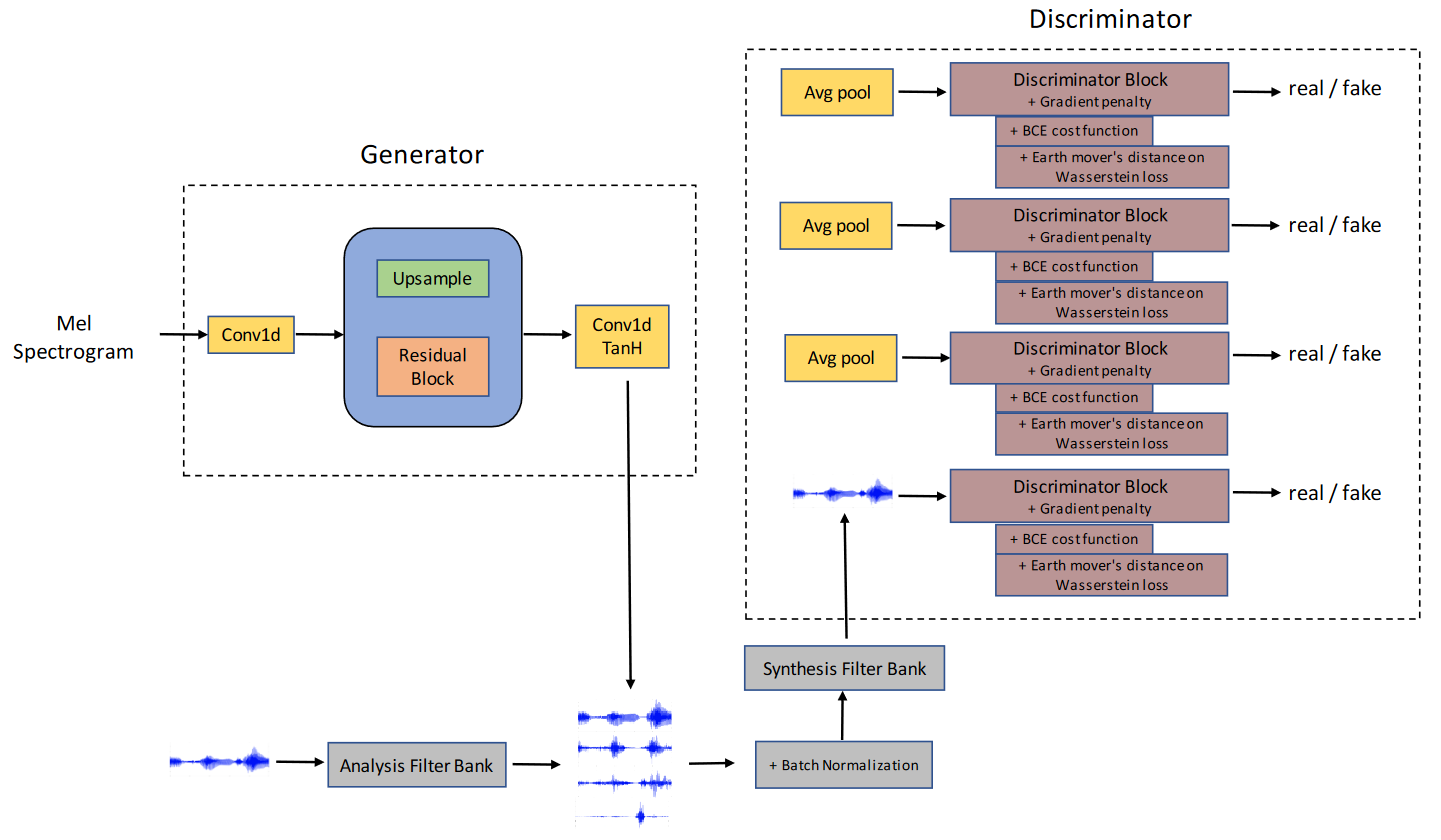 Discriminator
Avg pool
Discriminator Block
+ Gradient penalty
real / fake
+ BCE cost function
+ Earth mover's distance on
Wasserstein loss
Avg pool
Discriminator Block
+ Gradient penalty
real / fake
+ BCE cost function
+ Earth mover's distance on
Wasserstein loss
Avg pool
Discriminator Block
+ Gradient penalty
real / fake
+ BCE cost function
+ Earth mover's distance on
Wasserstein loss
Discriminator Block
+ Gradient penalty
real / fake
+ BCE cost function
+ Earth mover's distance on
Wasserstein loss
Generator
Mel
Spectrogram
Conv1d
Upsample
Residual
Block
Conv1d
TanH
Synthesis Filter Bank
Analysis Filter Bank
+ Batch Normalization